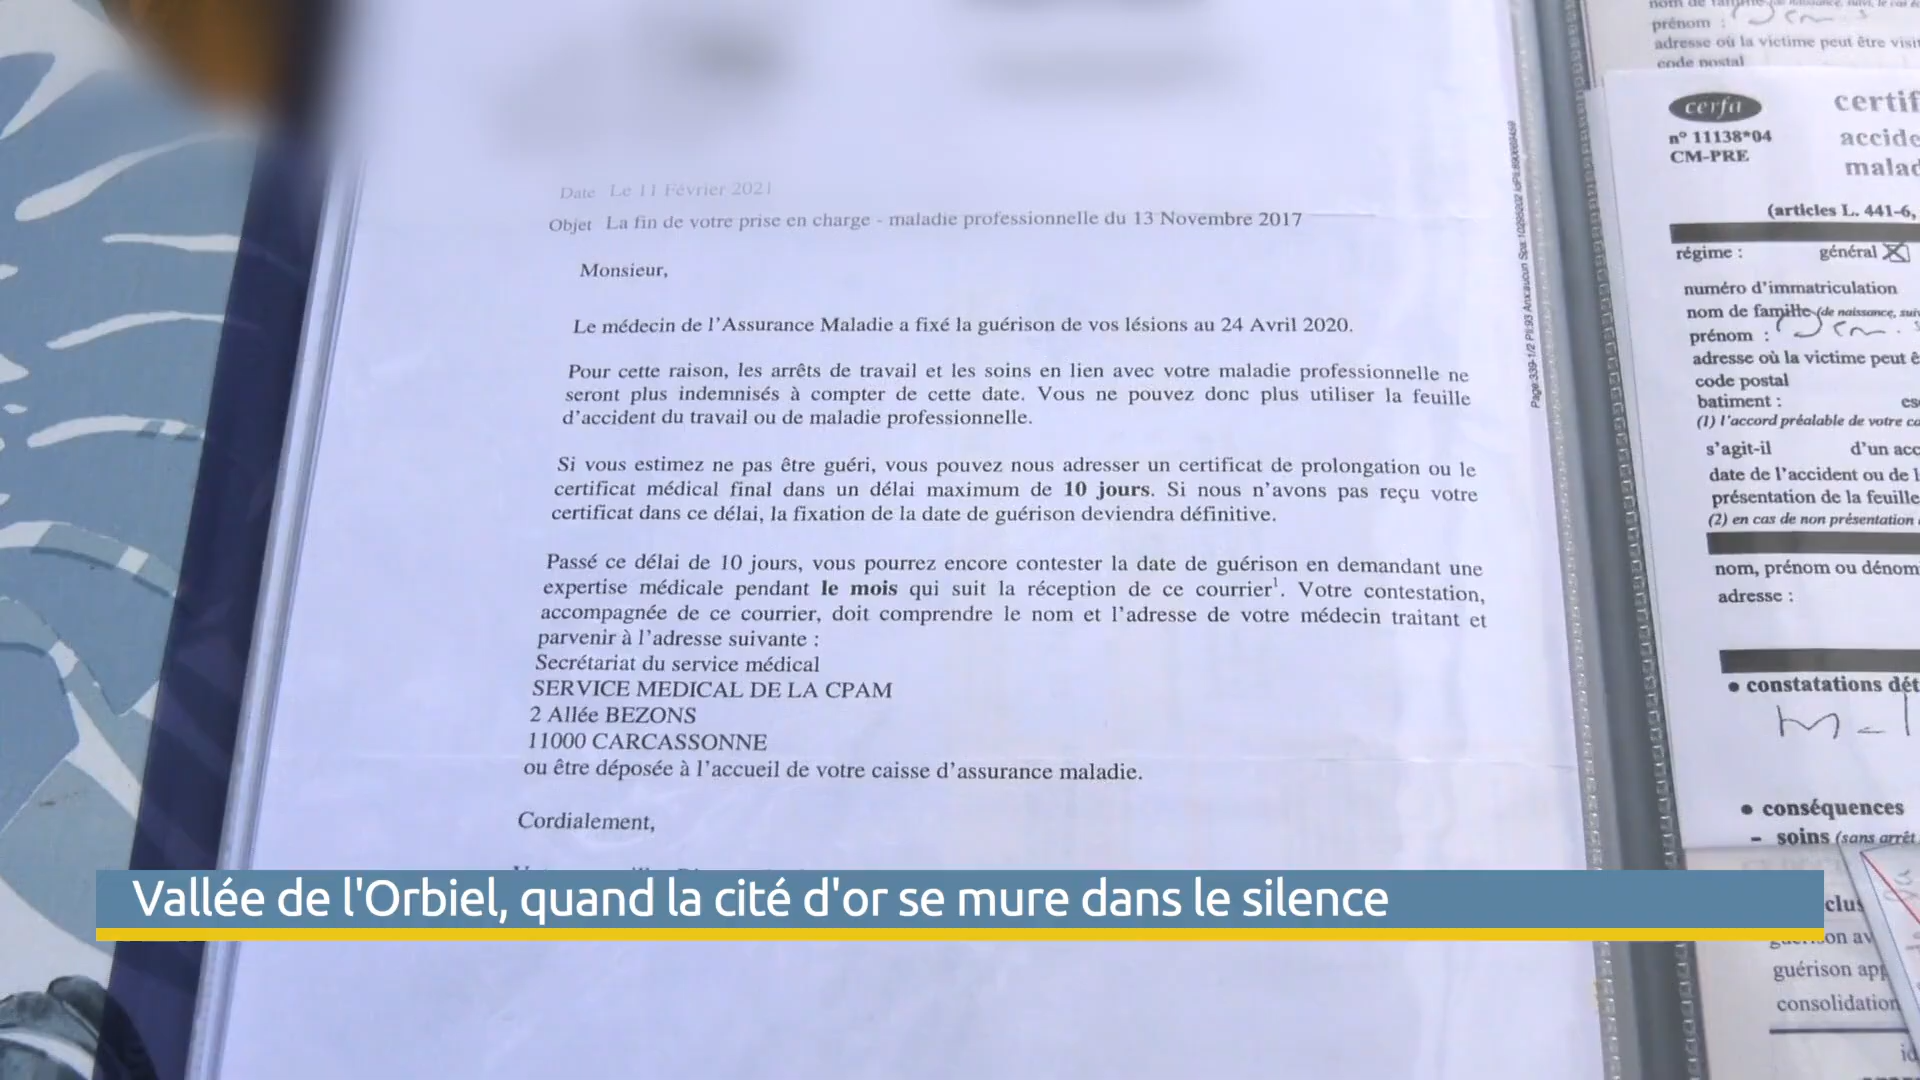 Date Le 11 Février 2021
Objet La fin de votre prise en charge - maladie professionnelle du 13 Novembre 2017
Monsieur,
Le médecin de l'Assurance Maladie a fixé la guérison de vos lésions au 24 Avril 2020.
Pour cette raison, les arrêts de travail et les soins en lien avec votre maladie professionnelle ne
seront plus indemnisés à compter de cette date. Vous ne pouvez donc plus utiliser la feuille
d'accident du travail ou de maladie professionnelle.
Si vous estimez ne pas être guéri, vous pouvez nous adresser un certificat de prolongation ou le
certificat médical final dans un délai maximum de 10 jours. Si nous n'avons pas reçu votre
certificat dans ce délai, la fixation de la date de guérison deviendra définitive.
Passé ce délai de 10 jours, vous pourrez encore contester la date de guérison en demandant une
expertise médicale pendant le mois qui suit la réception de ce courrier¹. Votre contestation,
accompagnée de ce courrier, doit comprendre le nom et l'adresse de votre médecin traitant et
parvenir à l'adresse suivante :
Secrétariat du service médical
SERVICE MEDICAL DE LA CPAM
2 Allée BEZONS
11000 CARCASSONNE
ou être déposée à l'accueil de votre caisse d'assurance maladie.
Cordialement,
Vallée de l'Orbiel, quand la cité d'or se mure dans le silence
prénom :
adresse où la victime peut être visit
code postal
cerfa
n° 11138*04
CM-PRE
certif
accide
malad
(articles L. 441-6,
régime : général
numéro d'immatriculation
nom de famille (de naissance, suiv
prénom :
adresse où la victime peut ê
code postal
batiment : es
(1) l'accord préalable de votre ca
s'agit-il d'un acc
date de l'accident ou de l
présentation de la feuille
(2) en cas de non présentation
nom, prénom ou dénom
adresse :
• constatations dét
• conséquences
– soins (sans arrêt
clus
on av
guérison app
consolidation